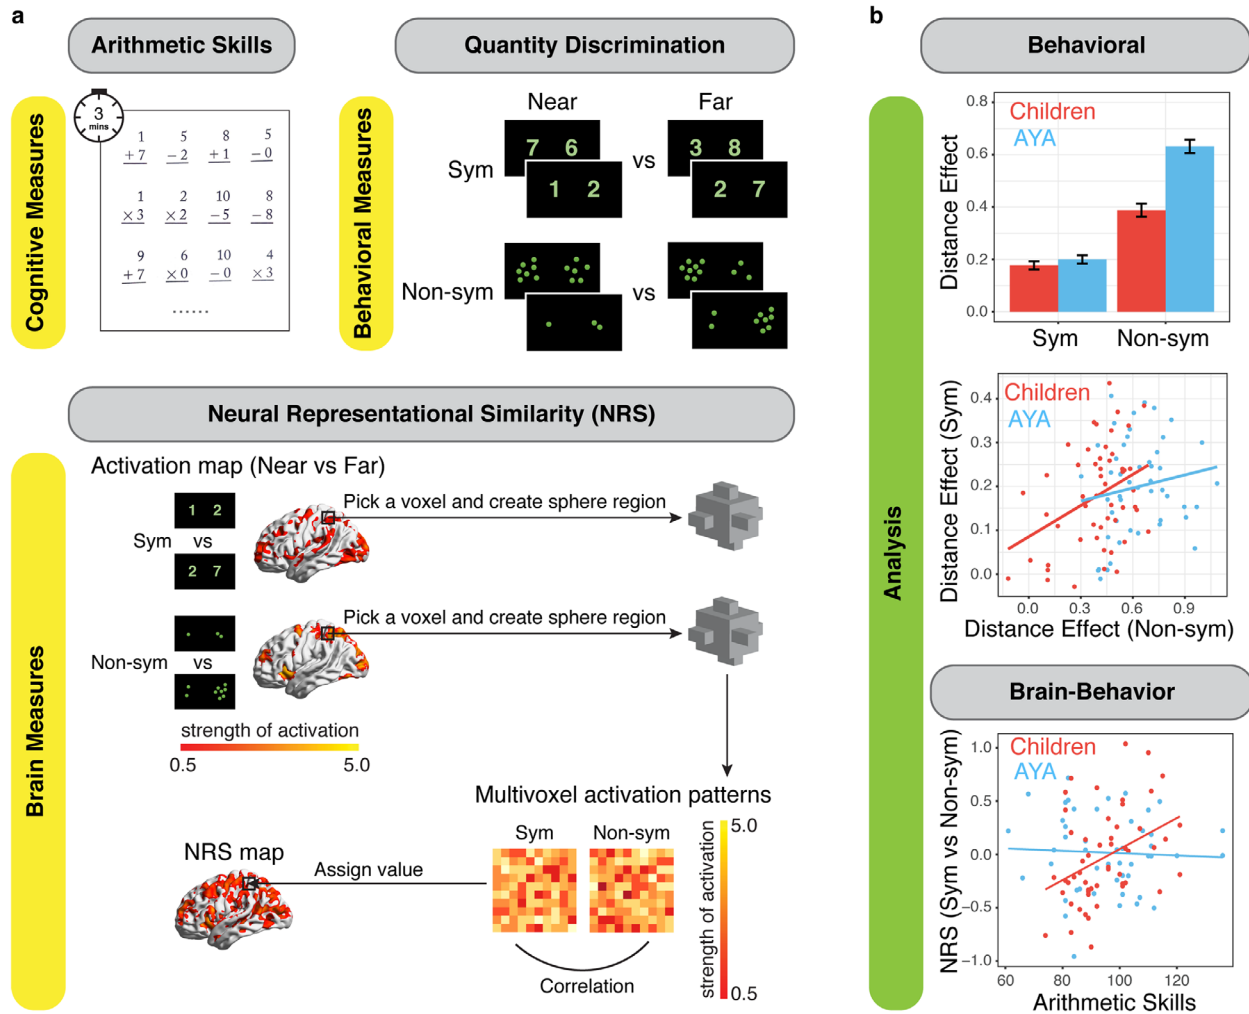 a
Arithmetic Skills
Cognitive Measures
3
mins
1 5 8 5
+7 −2 +1 −0
1 2 10 8
×3 ×2 −5 −8
9 6 10 4
+7 ×0 −0 ×3
......
Quantity Discrimination
Behavioral Measures
Near Far
Sym
7 6
1 2
vs
3 8
2 7
Non-sym
vs
Neural Representational Similarity (NRS)
Brain Measures
Activation map (Near vs Far)
1 2
Sym vs
2 7
Pick a voxel and create sphere region
Non-sym vs
Pick a voxel and create sphere region
strength of activation
0.5 5.0
Multivoxel activation patterns
Sym Non-sym
5.0
strength of activation
0.5
Correlation
Assign value
NRS map
b
Analysis
Behavioral
Children
AYA
Distance Effect
0.8
0.6
0.4
0.2
0.0
Sym Non-sym
Children
AYA
Distance Effect (Sym)
0.4
0.3
0.2
0.1
0.0
0.0 0.3 0.6 0.9
Distance Effect (Non-sym)
Brain-Behavior
Children
AYA
NRS (Sym vs Non-sym)
1.0
0.5
0.0
−0.5
−1.0
60 80 100 120
Arithmetic Skills